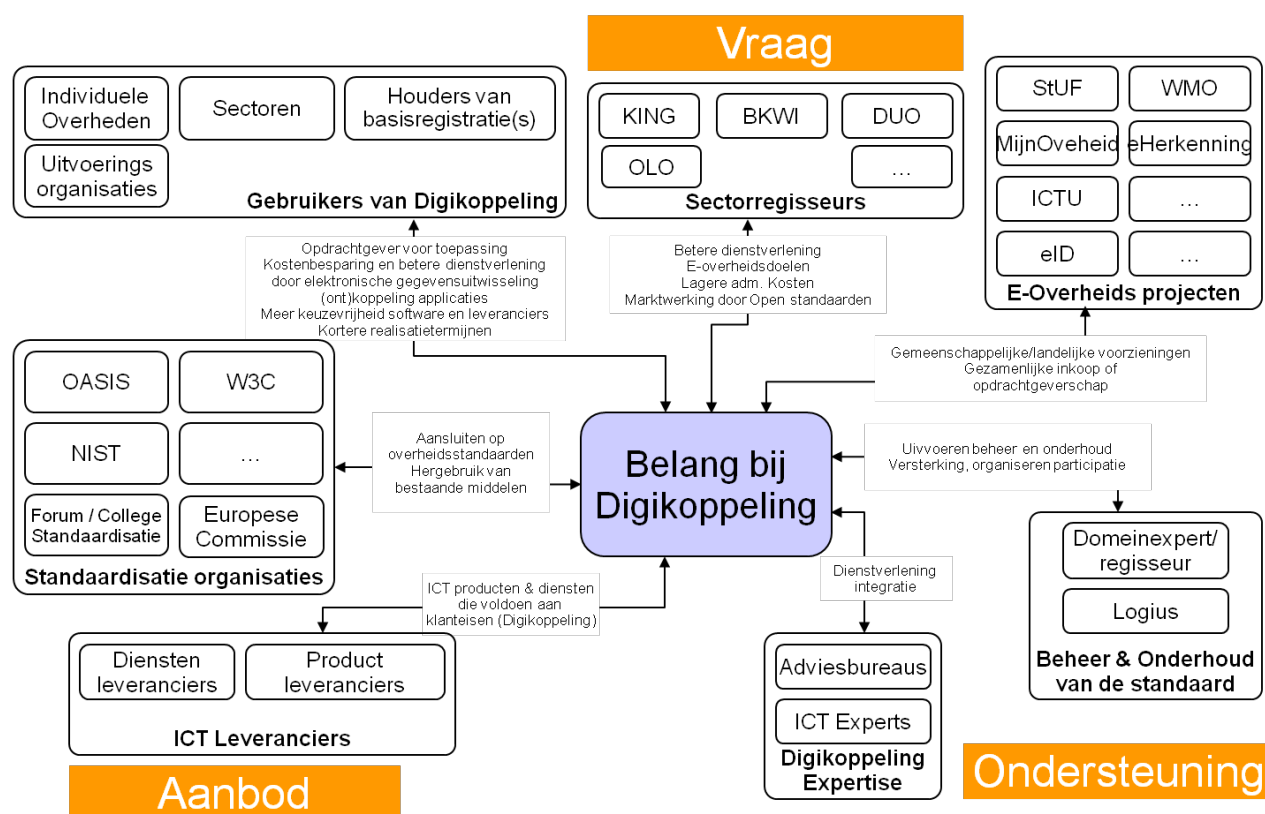 Vraag
Individuele
Overheden
Sectoren
Houders van
basisregistratie(s)
Uitvoerings
organisaties
Gebruikers van Digikoppeling
KING
BKWI
DUO
OLO
...
Sectorregisseurs
StUF
WMO
MijnOveheid
eHerkenning
ICTU
...
eID
...
E-Overheids projecten
Opdrachtgever voor toepassing
Kostenbesparing en betere dienstverlening
door elektronische gegevensuitwisseling
(ont)koppeling applicaties
Meer keuzevrijheid software en leveranciers
Kortere realisatietermijnen
Betere dienstverlening
E-overheidsdoelen
Lagere adm. Kosten
Marktwerking door Open standaarden
Gemeenschappelijke/landelijke voorzieningen
Gezamenlijke inkoop of
opdrachtgeverschap
OASIS
W3C
NIST
...
Forum / College
Standaardisatie
Europese
Commissie
Standaardisatie organisaties
Aansluiten op
overheidsstandaarden
Hergebruik van
bestaande middelen
Belang bij
Digikoppeling
Uivvoeren beheer en onderhoud
Versterking, organiseren participatie
Domeinexpert/
regisseur
Logius
Beheer & Onderhoud
van de standaard
Dienstverlening
integratie
ICT producten & diensten
die voldoen aan
klanteisen (Digikoppeling)
Diensten
leveranciers
Product
leveranciers
ICT Leveranciers
Adviesbureaus
ICT Experts
Digikoppeling
Expertise
Aanbod
Ondersteuning